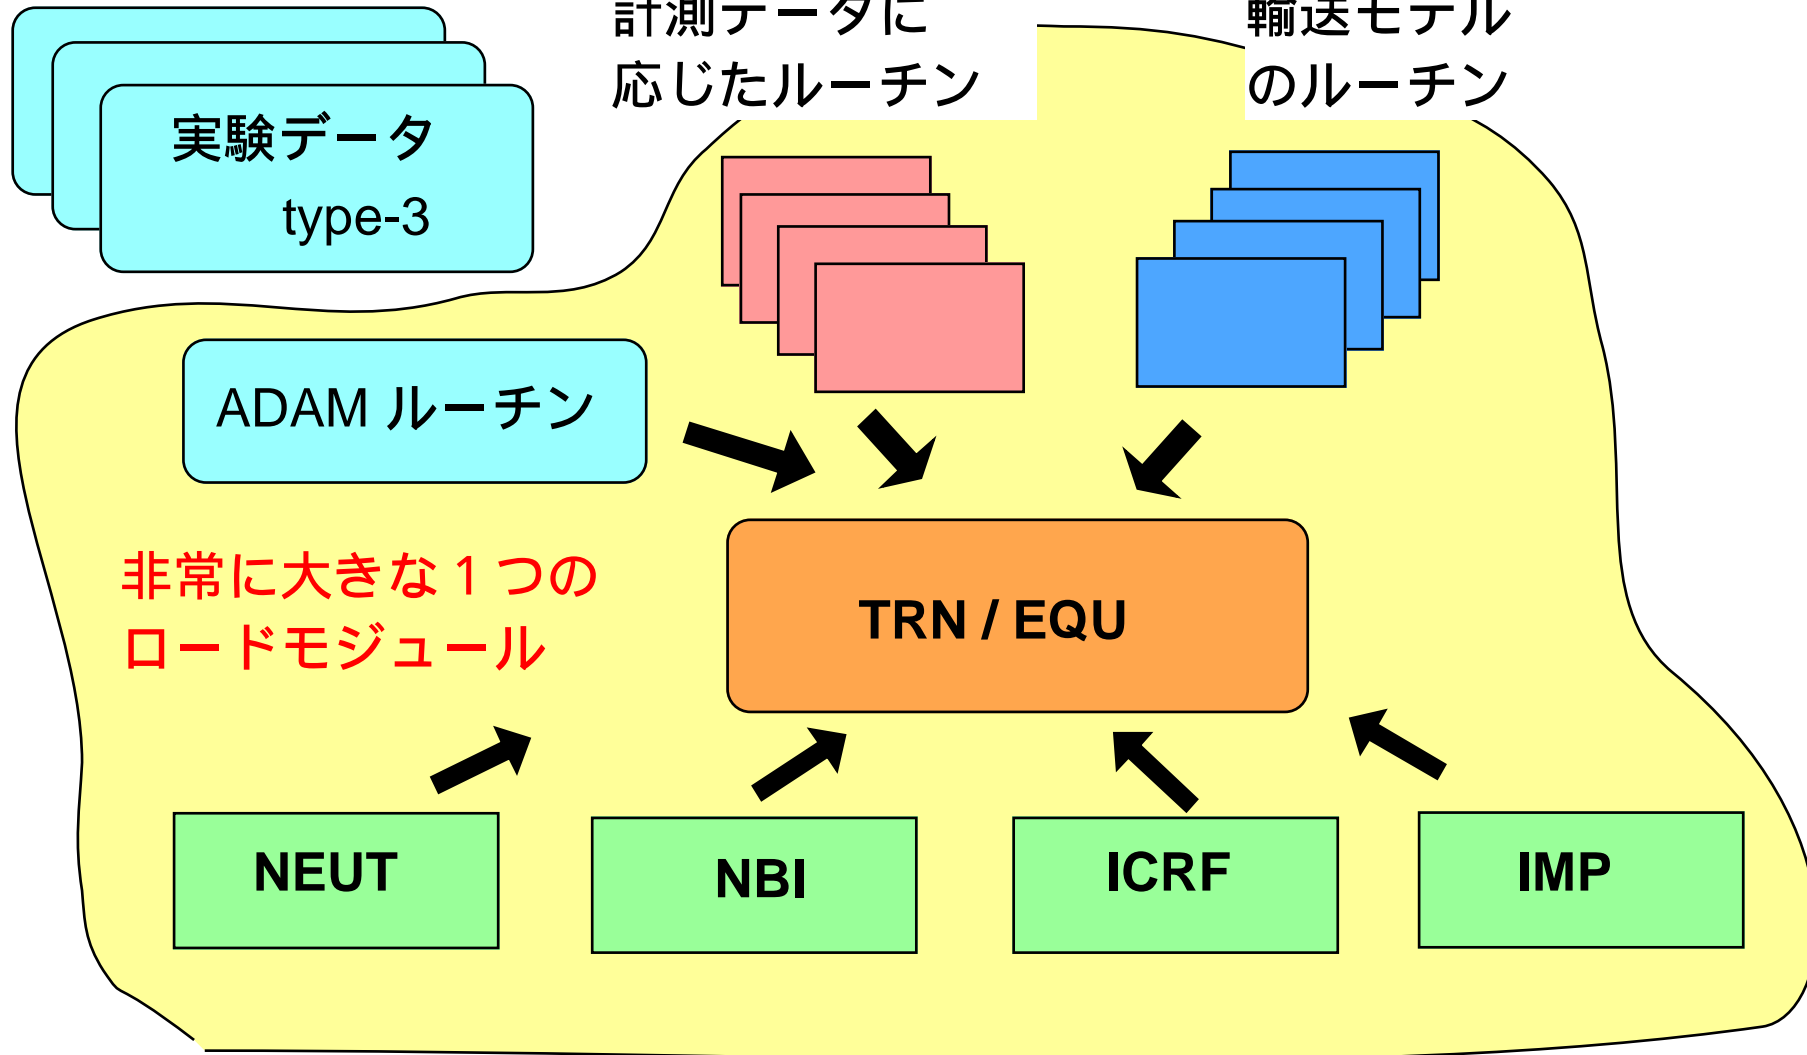 計測データに
応じたルーチン
輸送モデル
のルーチン
実験データ
type-3
ADAM ルーチン
非常に大きな１つの
ロードモジュール
TRN / EQU
NEUT
NBI
ICRF
IMP